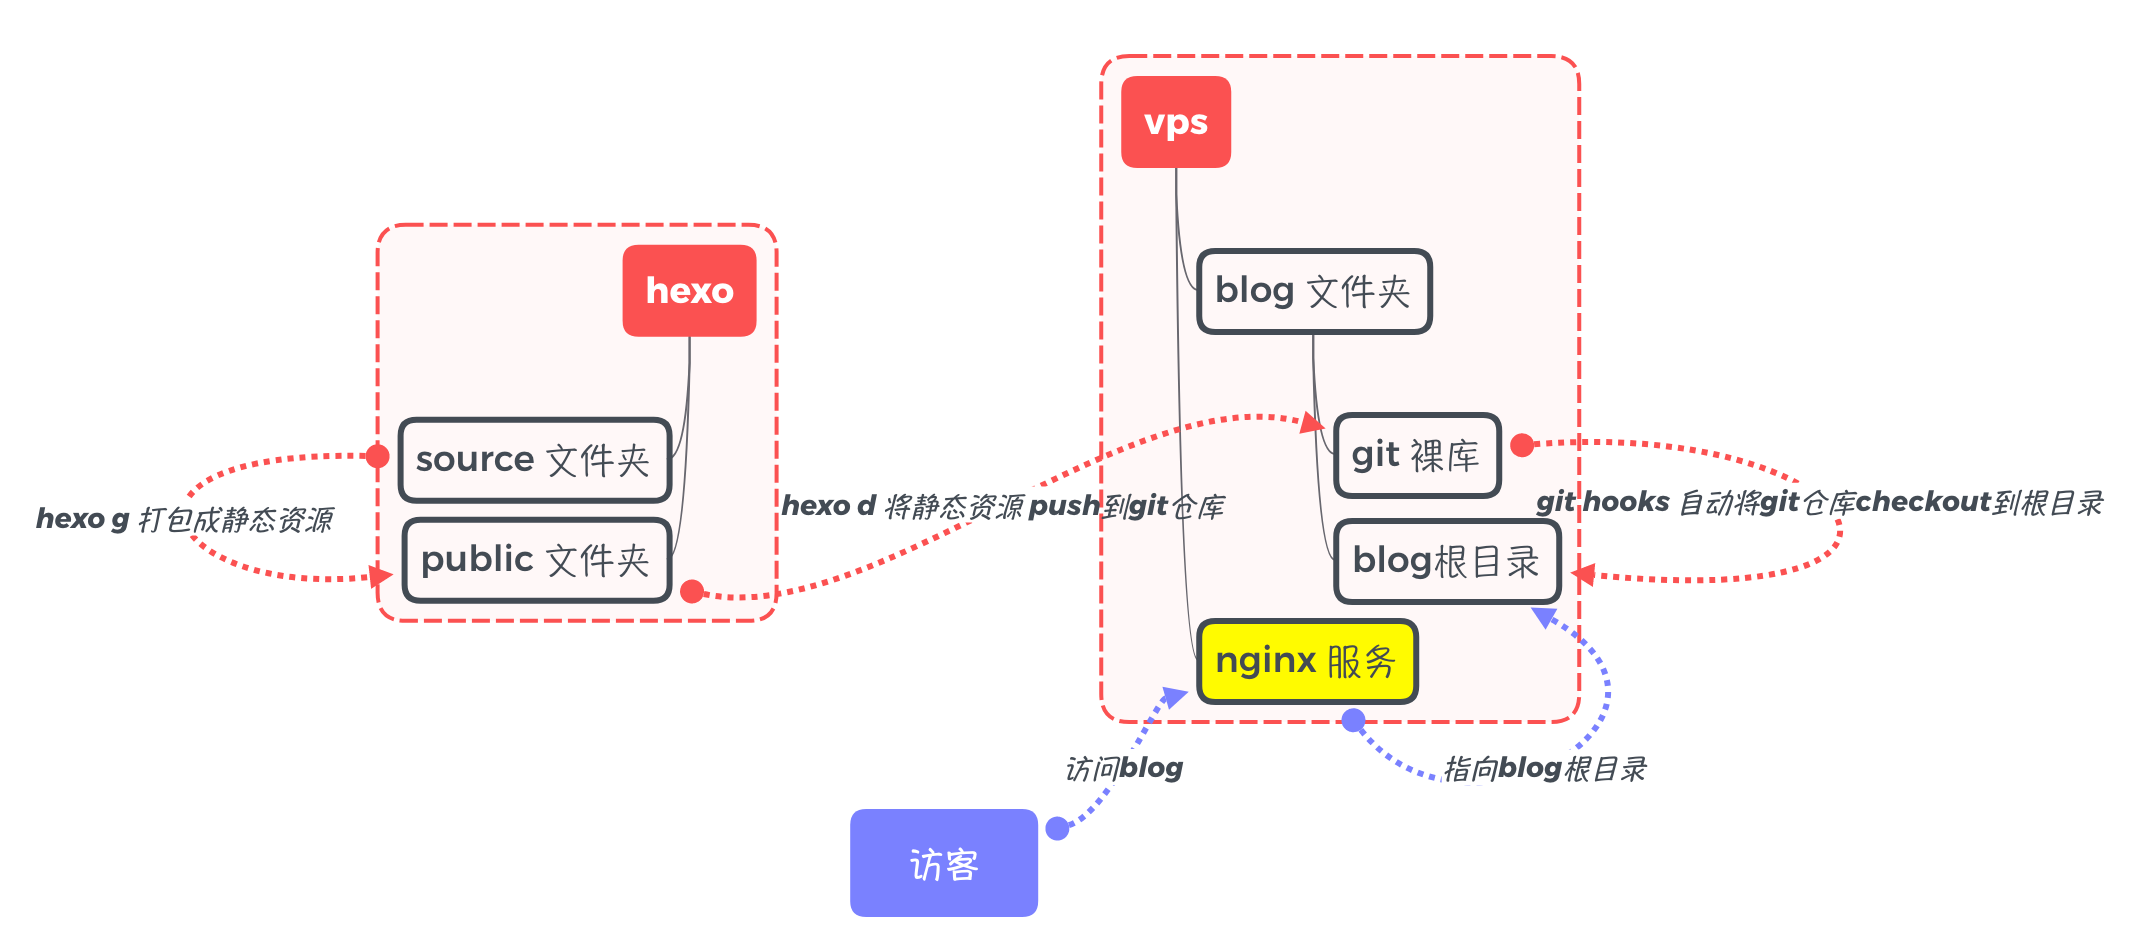 vps
hexo
blog 文件夹
source 文件夹
git 裸库
hexo g 打包成静态资源
hexo d 将静态资源 push到git仓库
git hooks 自动将git仓库checkout到根目录
public 文件夹
blog根目录
nginx 服务
访问blog
指向blog根目录
访客